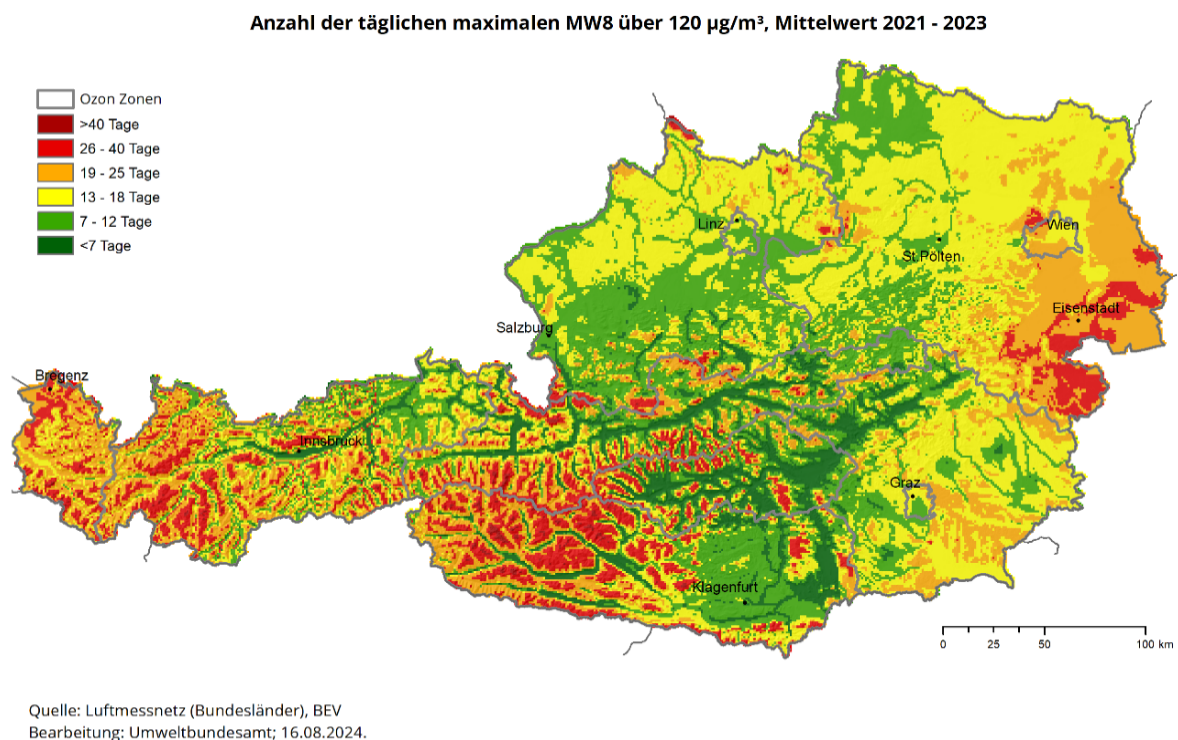 Anzahl der täglichen maximalen MW8 über 120 µg/m³, Mittelwert 2021 - 2023
Ozon Zonen
>40 Tage
26 - 40 Tage
19 - 25 Tage
13 - 18 Tage
7 - 12 Tage
<7 Tage
Linz
Wien
St.Pölten
Eisenstadt
Salzburg
Bregenz
Innsbruck
Graz
Klagenfurt
0 25 50 100 km
Quelle: Luftmessnetz (Bundesländer), BEV
Bearbeitung: Umweltbundesamt; 16.08.2024.